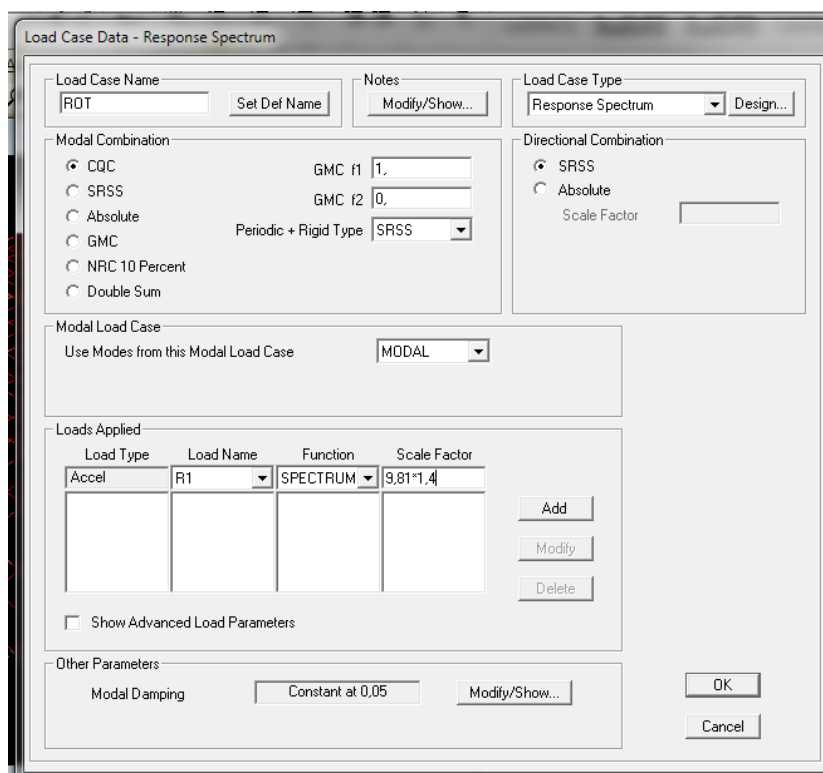 Load Case Data - Response Spectrum
Load Case Name
ROT
Set Def Name
Notes
Modify/Show...
Load Case Type
Response Spectrum
Design...
Modal Combination
CQC
SRSS
Absolute
GMC
NRC 10 Percent
Double Sum
GMC f1
1,
GMC f2
0,
Periodic + Rigid Type
SRSS
Directional Combination
SRSS
Absolute
Scale Factor
Modal Load Case
Use Modes from this Modal Load Case
MODAL
Loads Applied
Load Type Load Name Function Scale Factor
Accel R1 SPECTRUM 9,81*1,4
Add
Modify
Delete
Show Advanced Load Parameters
Other Parameters
Modal Damping
Constant at 0,05
Modify/Show...
OK
Cancel